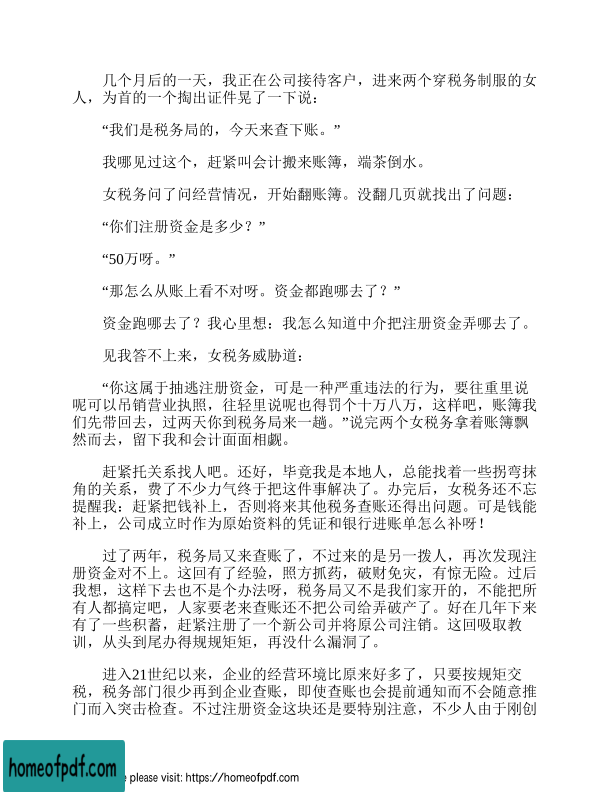 几个月后的一天，我正在公司接待客户，进来两个穿税务制服的女
人，为首的一个掏出证件晃了一下说：
“我们是税务局的，今天来查下账。”
我哪见过这个，赶紧叫会计搬来账簿，端茶倒水。
女税务问了问经营情况，开始翻账簿。没翻几页就找出了问题：
“你们注册资金是多少？”
“50万呀。”
“那怎么从账上看不对呀。资金都跑哪去了？”
资金跑哪去了？我心里想：我怎么知道中介把注册资金弄哪去了。
见我答不上来，女税务威胁道：
“你这属于抽逃注册资金，可是一种严重违法的行为，要往重里说
呢可以吊销营业执照，往轻里说呢也得罚个十万八万，这样吧，账簿我
们先带回去，过两天你到税务局来一趟。”说完两个女税务拿着账簿飘
然而去，留下我和会计面面相觑。
赶紧托关系找人吧。还好，毕竟我是本地人，总能找着一些拐弯抹
角的关系，费了不少力气终于把这件事解决了。办完后，女税务还不忘
提醒我：赶紧把钱补上，否则将来其他税务查账还得出问题。可是钱能
补上，公司成立时作为原始资料的凭证和银行进账单怎么补呀！
过了两年，税务局又来查账了，不过来的是另一拨人，再次发现注
册资金对不上。这回有了经验，照方抓药，破财免灾，有惊无险。过后
我想，这样下去也不是个办法呀，税务局又不是我们家开的，不能把所
有人都搞定吧，人家要老来查账还不把公司给弄破产了。好在几年下来
有了一些积蓄，赶紧注册了一个新公司并将原公司注销。这回吸取教
训，从头到尾办得规规矩矩，再没什么漏洞了。
进入21世纪以来，企业的经营环境比原来好多了，只要按规矩交
税，税务部门很少再到企业查账，即使查账也会提前通知而不会随意推
门而入突击检查。不过注册资金这块还是要特别注意，不少人由于刚创
homeofpdf.com
e please visit: https://homeofpdf.com